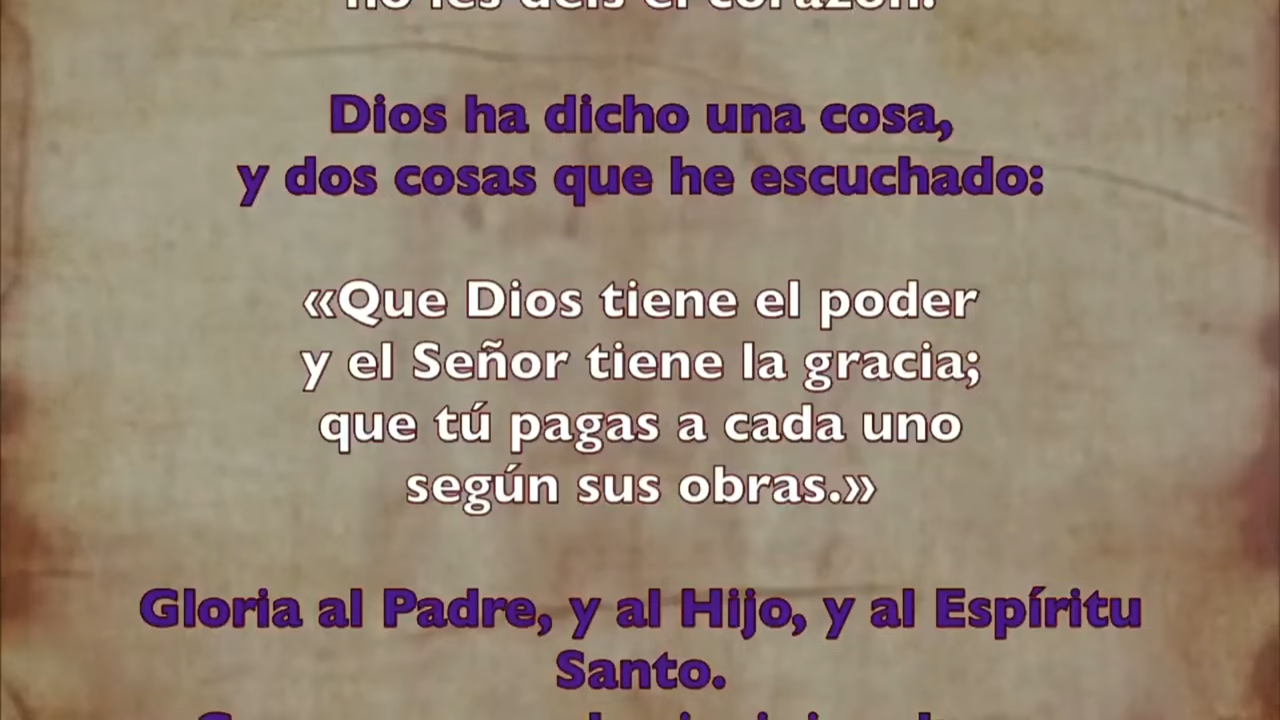 no les deis el corazón.
Dios ha dicho una cosa,
y dos cosas que he escuchado:
«Que Dios tiene el poder
y el Señor tiene la gracia;
que tú pagas a cada uno
según sus obras.»
Gloria al Padre, y al Hijo, y al Espíritu
Santo.